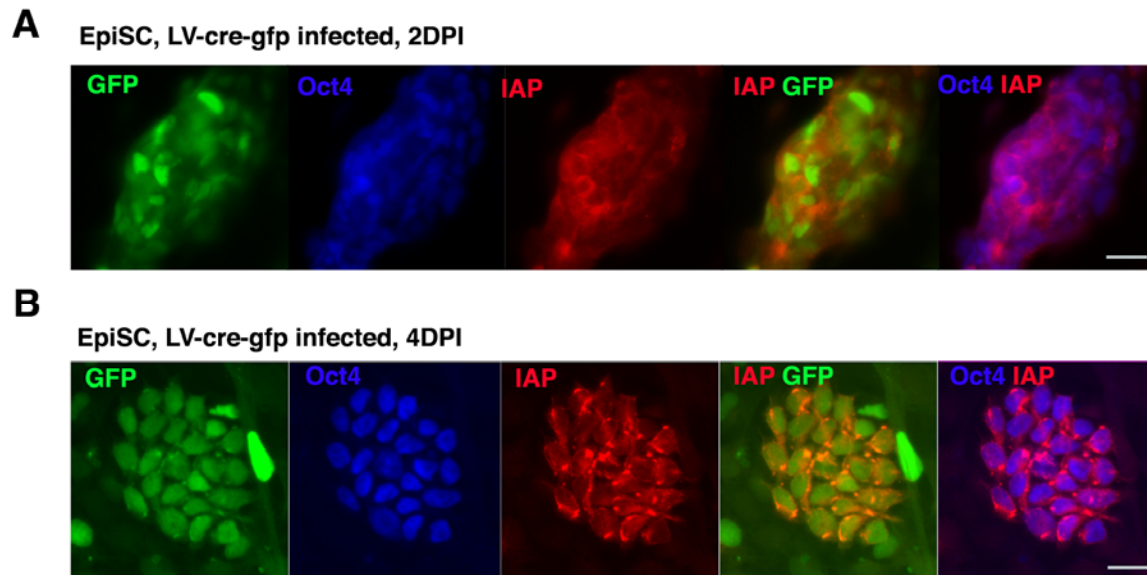 A
EpiSC, LV-cre-gfp infected, 2DPI
GFP Oct4 IAP IAP GFP Oct4 IAP
B
EpiSC, LV-cre-gfp infected, 4DPI
GFP Oct4 IAP IAP GFP Oct4 IAP